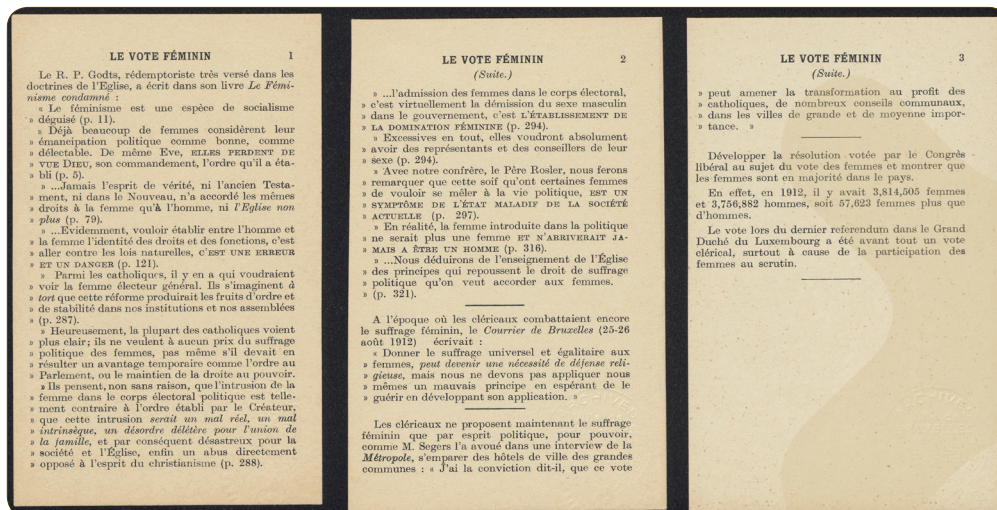 LE VOTE FÉMININ 1
Le R. P. Godts, rédemptoriste très versé dans les
doctrines de l'Eglise, a écrit dans son livre Le Fémi-
nisme condamné :
« Le féminisme est une espèce de socialisme
» déguisé (p. 11).
» Déjà beaucoup de femmes considèrent leur
» émancipation politique comme bonne, comme
» délectable. De même Eve, ELLES PERDENT DE
» VUE DIEU, son commandement, l'ordre qu'il a éta-
» bli (p. 5).
» ...Jamais l'esprit de vérité, ni l'ancien Testa-
» ment, ni dans le Nouveau, n'a accordé les mêmes
» droits à la femme qu'à l'homme, ni l'Eglise non
» plus (p. 79).
» ...Evidemment, vouloir établir entre l'homme et
» la femme l'identité des droits et des fonctions, c'est
» aller contre les lois naturelles, C'EST UNE ERREUR
» ET UN DANGER (p. 121).
» Parmi les catholiques, il y en a qui voudraient
» voir la femme électeur général. Ils s'imaginent à
» tort que cette réforme produirait les fruits d'ordre et
» de stabilité dans nos institutions et nos assemblées
» (p. 287).
» Heureusement, la plupart des catholiques voient
» plus clair; ils ne veulent à aucun prix du suffrage
» politique des femmes, pas même s'il devait en
» résulter un avantage temporaire comme l'ordre au
» Parlement, ou le maintien de la droite au pouvoir.
» Ils pensent, non sans raison, que l'intrusion de la
» femme dans le corps électoral politique est telle-
» ment contraire à l'ordre établi par le Créateur,
» que cette intrusion serait un mal réel, un mal
» intrinsèque, un désordre délétère pour l'union de
» la famille, et par conséquent désastreux pour la
» société et l'Église, enfin un abus directement
» opposé à l'esprit du christianisme (p. 288).
LE VOTE FÉMININ 2
(Suite.)
» ...l'admission des femmes dans le corps électoral,
» c'est virtuellement la démission du sexe masculin
» dans le gouvernement, c'est L'ÉTABLISSEMENT DE
» LA DOMINATION FÉMININE (p. 294).
» Excessives en tout, elles voudront absolument
» avoir des représentants et des conseillers de leur
» sexe (p. 294).
» Avec notre confrère, le Père Rosler, nous ferons
» remarquer que cette soif qu'ont certaines femmes
» de vouloir se mêler à la vie politique, EST UN
» SYMPTÔME DE L'ÉTAT MALADIF DE LA SOCIÉTÉ
» ACTUELLE (p. 297).
» En réalité, la femme introduite dans la politique
» ne serait plus une femme ET N'ARRIVERAIT JA-
» MAIS A ÊTRE UN HOMME (p. 316).
» ...Nous déduirons de l'enseignement de l'Église
» des principes qui repoussent le droit de suffrage
» politique qu'on veut accorder aux femmes.
» (p. 321).
A l'époque où les cléricaux combattaient encore
le suffrage féminin, le Courrier de Bruxelles (25-26
août 1912) écrivait :
« Donner le suffrage universel et égalitaire aux
» femmes, peut devenir une nécessité de défense reli-
» gieuse, mais nous ne devons pas appliquer nous
» mêmes un mauvais principe en espérant de le
» guérir en développant son application. »
Les cléricaux ne proposent maintenant le suffrage
féminin que par esprit politique, pour pouvoir,
comme M. Segers l'a avoué dans une interview de la
Métropole, s'emparer des hôtels de ville des grandes
communes : « J'ai la conviction dit-il, que ce vote
LE VOTE FÉMININ 3
(Suite.)
» peut amener la transformation au profit des
» catholiques, de nombreux conseils communaux,
» dans les villes de grande et de moyenne impor-
» tance. »
Développer la résolution votée par le Congrès
libéral au sujet du vote des femmes et montrer que
les femmes sont en majorité dans le pays.
En effet, en 1912, il y avait 3,814,505 femmes
et 3,756,882 hommes, soit 57,623 femmes plus que
d'hommes.
Le vote lors du dernier referendum dans le Grand
Duché du Luxembourg a été avant tout un vote
clérical, surtout à cause de la participation des
femmes au scrutin.